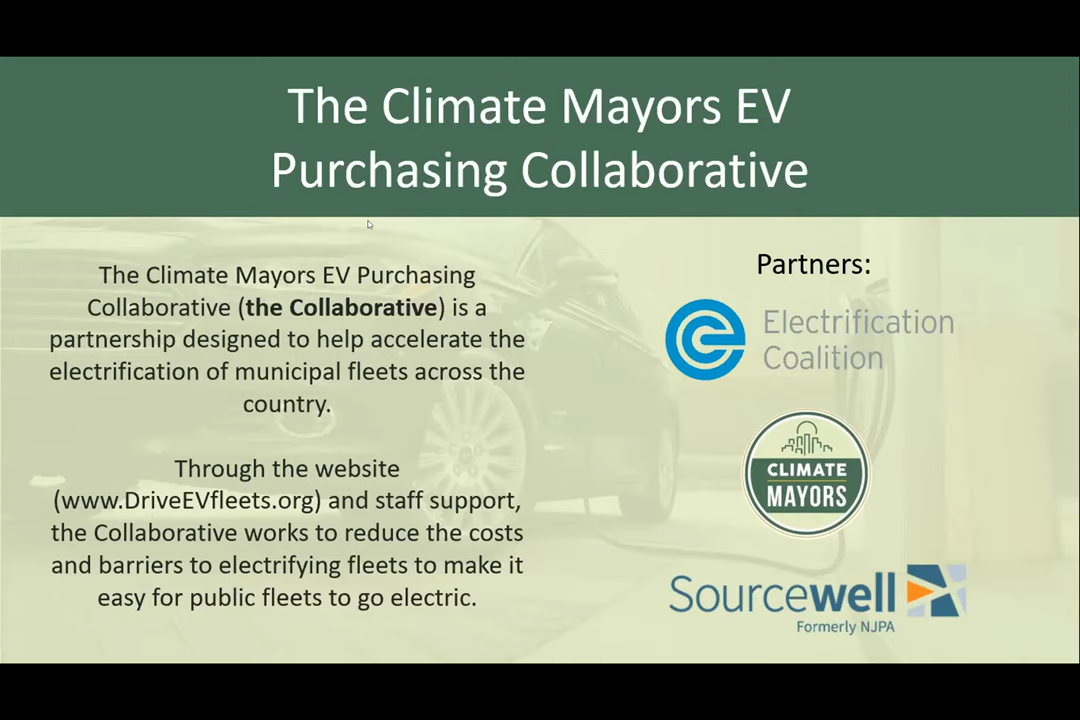 The Climate Mayors EV
Purchasing Collaborative
The Climate Mayors EV Purchasing
Collaborative (the Collaborative) is a
partnership designed to help accelerate the
electrification of municipal fleets across the
country.
Through the website
(www.DriveEVfleets.org) and staff support,
the Collaborative works to reduce the costs
and barriers to electrifying fleets to make it
easy for public fleets to go electric.
Partners:
Electrification
Coalition
CLIMATE
MAYORS
Sourcewell
Formerly NJPA